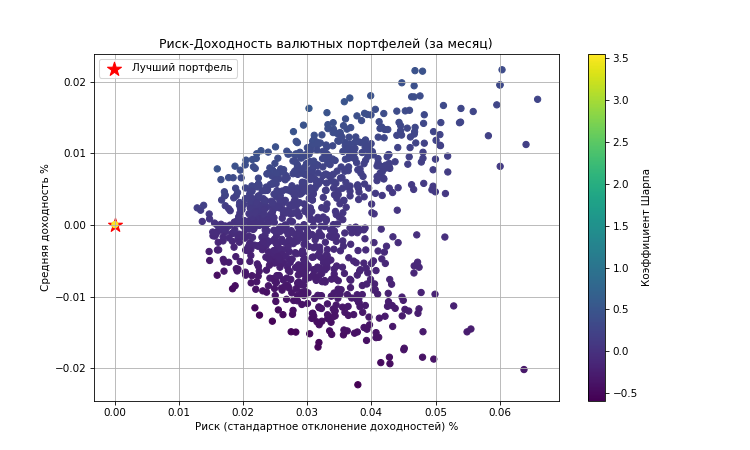 Риск-Доходность валютных портфелей (за месяц)
Лучший портфель
Средняя доходность %
0.02
0.01
0.00
−0.01
−0.02
0.00 0.01 0.02 0.03 0.04 0.05 0.06
Риск (стандартное отклонение доходностей) %
3.5
3.0
2.5
2.0
1.5
1.0
0.5
0.0
−0.5
Коэффициент Шарпа